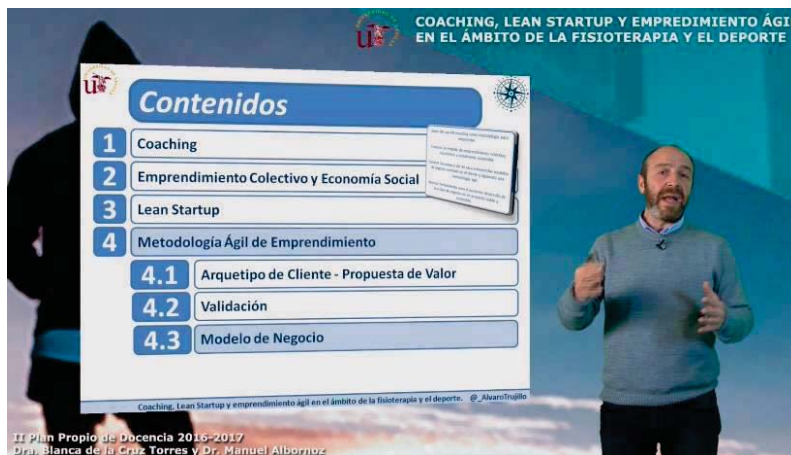 COACHING, LEAN STARTUP Y EMPREDIMIENTO ÁGI
EN EL ÁMBITO DE LA FISIOTERAPIA Y EL DEPORTE
Contenidos
1 Coaching
2 Emprendimiento Colectivo y Economía Social
3 Lean Startup
4 Metodología Ágil de Emprendimiento
4.1 Arquetipo de Cliente - Propuesta de Valor
4.2 Validación
4.3 Modelo de Negocio
Coaching, Lean Startup y emprendimiento ágil en el ámbito de la fisioterapia y el deporte. @_AlvaroTrujillo
II Plan Propio de Docencia 2016-2017
Dra. Blanca de la Cruz Torres y Dr. Manuel Albornoz